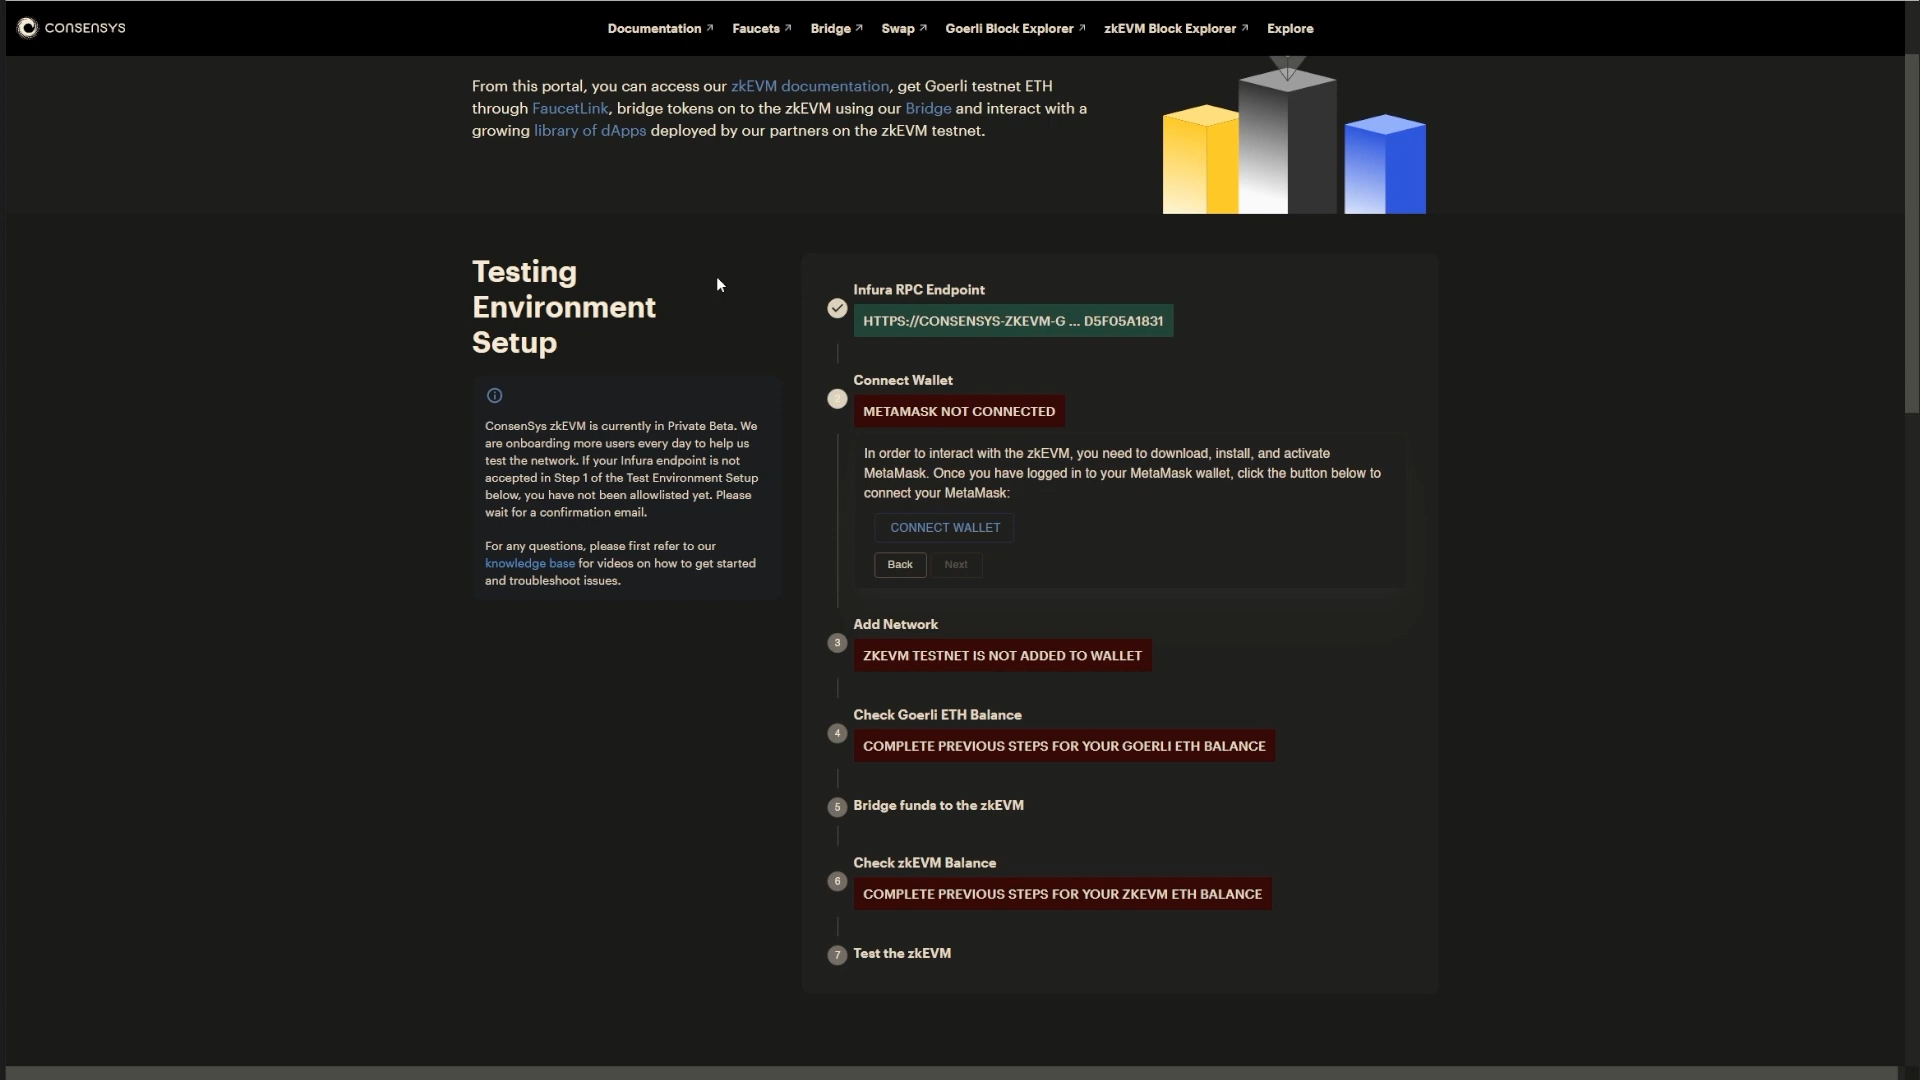 CONSENSYS
Documentation Faucets Bridge Swap Goerli Block Explorer zkEVM Block Explorer Explore
From this portal, you can access our zkEVM documentation, get Goerli testnet ETH
through FaucetLink, bridge tokens on to the zkEVM using our Bridge and interact with a
growing library of dApps deployed by our partners on the zkEVM testnet.
Testing
Environment
Setup
ConsenSys zkEVM is currently in Private Beta. We
are onboarding more users every day to help us
test the network. If your Infura endpoint is not
accepted in Step 1 of the Test Environment Setup
below, you have not been allowlisted yet. Please
wait for a confirmation email.
For any questions, please first refer to our
knowledge base for videos on how to get started
and troubleshoot issues.
Infura RPC Endpoint
HTTPS://CONSENSYS-ZKEVM-G ... D5F05A1831
2
Connect Wallet
METAMASK NOT CONNECTED
In order to interact with the zkEVM, you need to download, install, and activate
MetaMask. Once you have logged in to your MetaMask wallet, click the button below to
connect your MetaMask:
CONNECT WALLET
Back Next
3
Add Network
ZKEVM TESTNET IS NOT ADDED TO WALLET
4
Check Goerli ETH Balance
COMPLETE PREVIOUS STEPS FOR YOUR GOERLI ETH BALANCE
5 Bridge funds to the zkEVM
6
Check zkEVM Balance
COMPLETE PREVIOUS STEPS FOR YOUR ZKEVM ETH BALANCE
7 Test the zkEVM